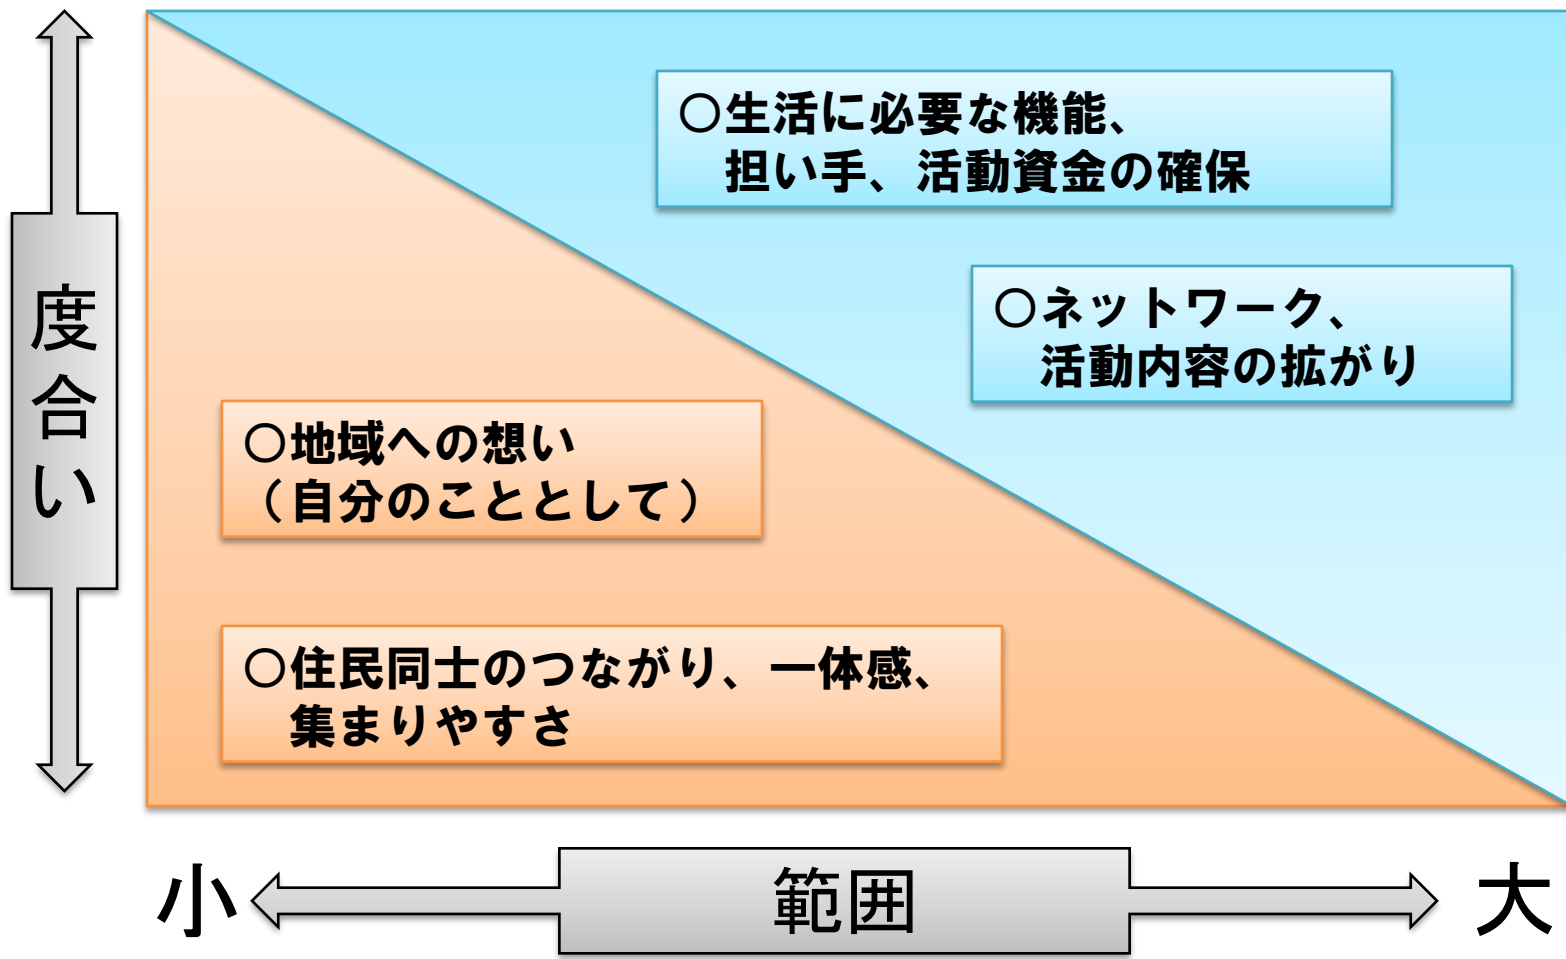 ○生活に必要な機能、
担い手、活動資金の確保
○ネットワーク、
活動内容の拡がり
度合い
○地域への想い
（自分のこととして）
○住民同士のつながり、一体感、
集まりやすさ
小
範囲
大